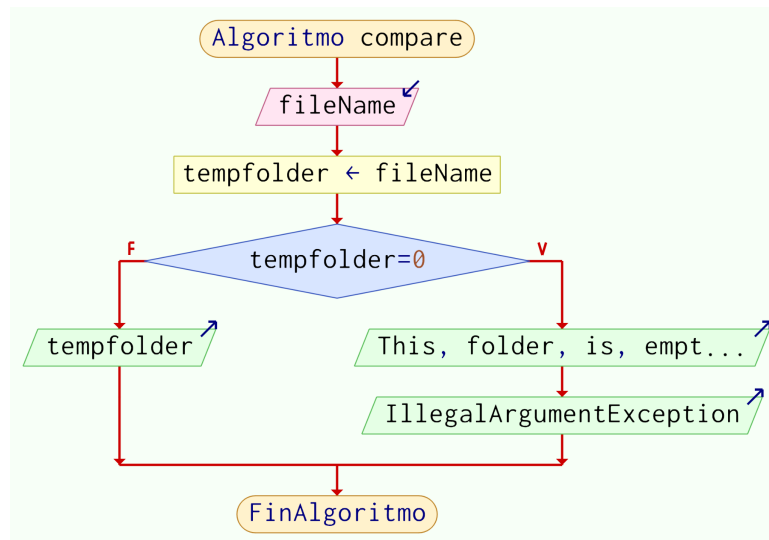 Algoritmo compare
fileName
tempfolder ← fileName
tempfolder=0
F
V
tempfolder
This, folder, is, empt...
IllegalArgumentException
FinAlgoritmo